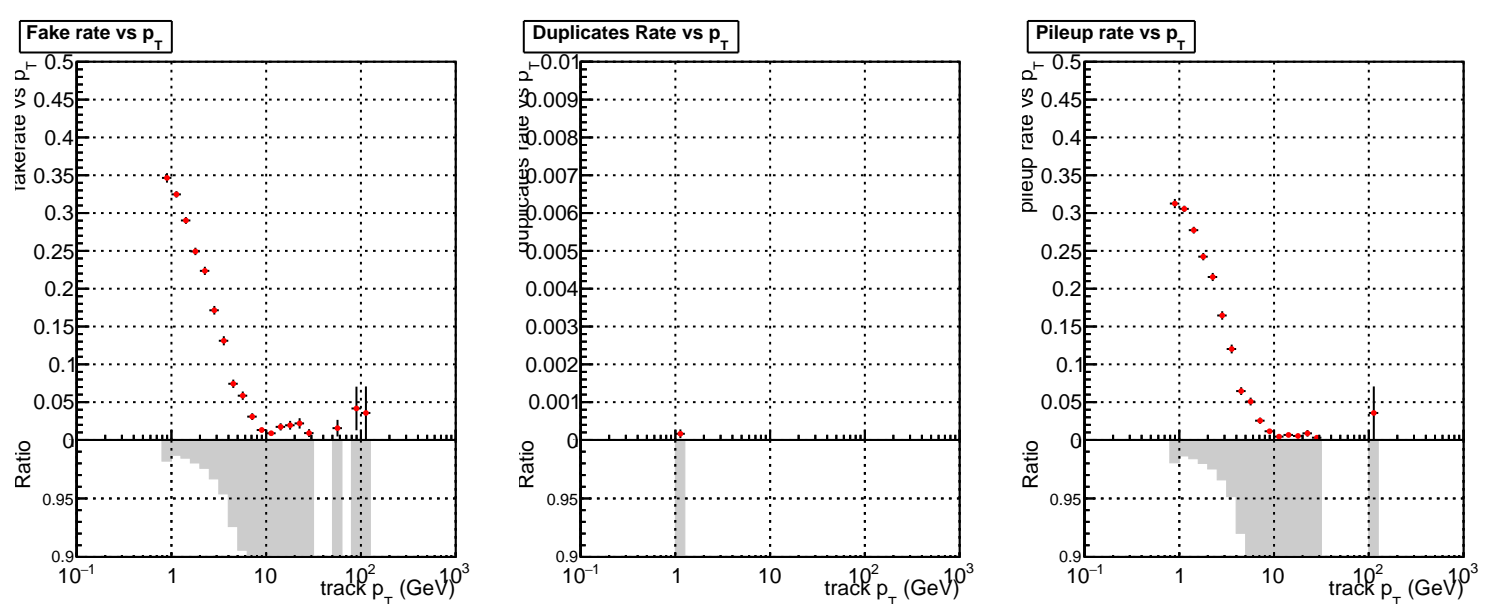 Fake rate vs p_T
fakerate vs p_T
0.5
0.45
0.4
0.35
0.3
0.25
0.2
0.15
0.1
0.05
0
Ratio
0.95
0.9
10^−1 1 10 10^2 10^3
track p_T (GeV)
Duplicates Rate vs p_T
duplicates rate vs p_T
0.01
0.009
0.008
0.007
0.006
0.005
0.004
0.003
0.002
0.001
0
Ratio
0.95
0.9
10^−1 1 10 10^2 10^3
track p_T (GeV)
Pileup rate vs p_T
pileup rate vs p_T
0.5
0.45
0.4
0.35
0.3
0.25
0.2
0.15
0.1
0.05
0
Ratio
0.95
0.9
10^−1 1 10 10^2 10^3
track p_T (GeV)